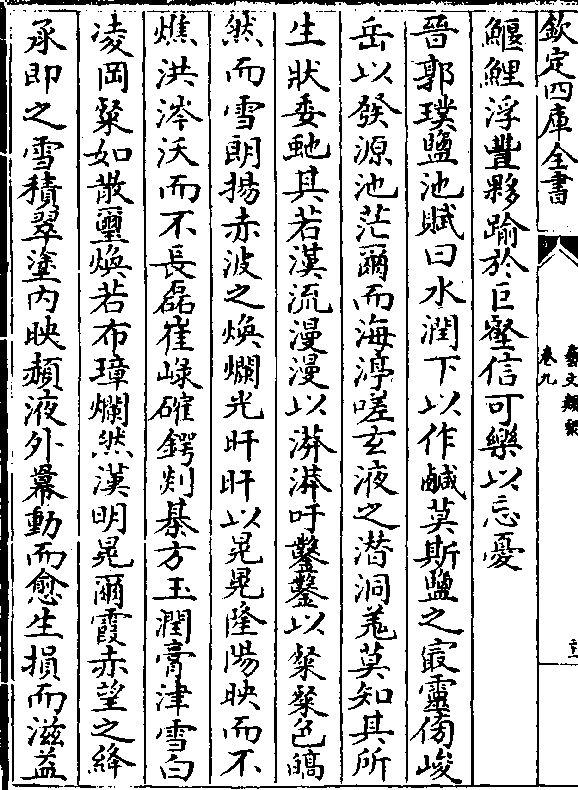 欽定四庫全書
藝文類聚
卷九
鰋鯉浮豐夥踰於巨壑信可樂以忘憂
晉郭璞鹽池賦曰水潤下以作鹹莫斯鹽之㝡靈傍峻
岳以發源池茫爾而海渟嗟玄液之潛洞羌莫知其所
生狀委虵其若漢流漫漫以漭漭吁鑿鑿以粲粲色皜
然而雪朗揚赤波之煥爛光旰旰以晃晃隆陽映而不
燋洪涔沃而不長磊崔嵂確鍔剡棊方玉潤膏津雪白
凌岡粲如散璽煥若布璋爛然漢明晃爾霞赤望之絳
承即之雪積翠塗內映赬液外羃動而愈生損而滋益